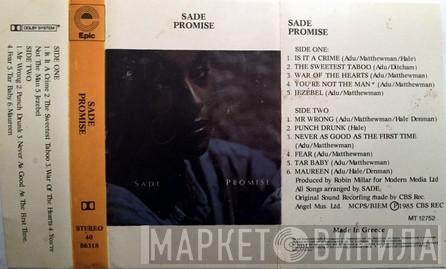 DOLBY SYSTEM
SIDE ONE
1. Is It A Crime 2. The Sweetest Taboo 3. War Of The Hearts 4. You're
Not The Man 5. Jezebel
SIDE TWO
1. Mr Wrong 2. Punch Drunk 3. Never As Good As The First Time
4. Fear 5. Tar Baby 6. Maureen
Epic
SADE
PROMISE
STEREO
40
86318
SADE PROMISE
SADE
PROMISE
SIDE ONE:
1. IS IT A CRIME (Adu/Matthewman/Hale)
2. THE SWEETEST TABOO (Adu/Ditcham)
3. WAR OF THE HEARTS (Adu/Matthewman)
4. YOU'RE NOT THE MAN * (Adu/Matthewman)
5. JEZEBEL (Adu/Matthewman)
SIDE TWO
1. MR WRONG (Adu/Matthewman/Hale Denman)
2. PUNCH DRUNK (Hale)
3. NEVER AS GOOD AS THE FIRST TIME
(Adu/Matthewman)
4. FEAR (Adu/Matthewman)
5. TAR BABY (Adu/Matthewman)
6. MAUREEN (Adu/Hale/Denman)
Produced by Robin Millar for Modern Media Ltd
All Songs arranged by SADE
Original Sound Recording made by CBS Rec
Angel Mus. Ltd. MCPS/BIEM Ⓟ 1985 CBS REC
MT 12752
Made in Greece
МАРКЕТ ВИНИЛА